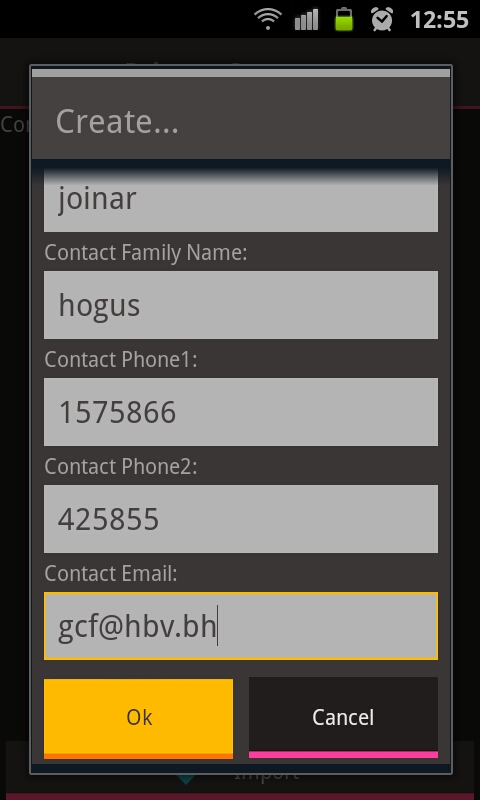 12:55
Create...
joinar
Contact Family Name:
hogus
Contact Phone1:
1575866
Contact Phone2:
425855
Contact Email:
gcf@hbv.bh
Ok
Cancel
Import